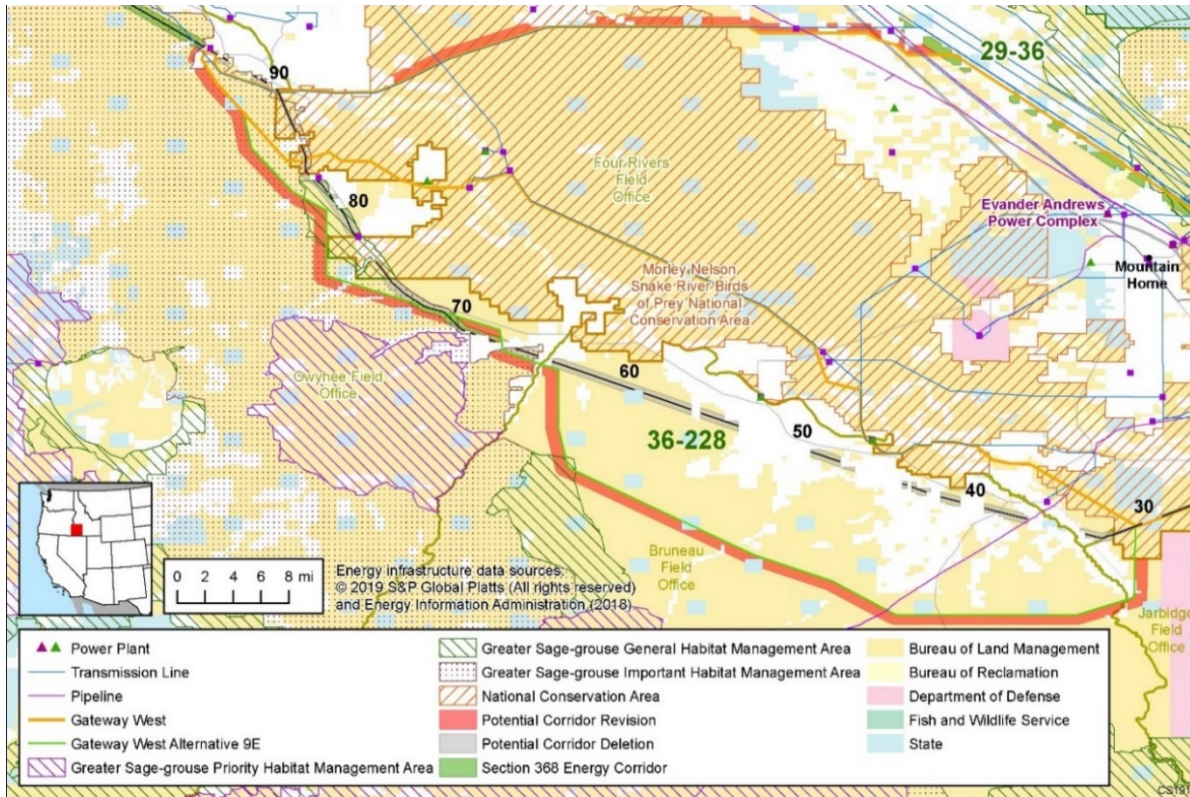 29-36
90
Four Rivers
Field
Office
80
Evander Andrews
Power Complex
Mountain
Home
Morley Nelson
Snake River Birds
of Prey National
Conservation Area
70
60
Owyhee Field
Office
36-228
50
40
30
Bruneau
Field
Office
Jarbidge
Field
Office
0 2 4 6 8 mi
Energy infrastructure data sources:
© 2019 S&P Global Platts (All rights reserved)
and Energy Information Administration (2018)
Power Plant
Transmission Line
Pipeline
Gateway West
Gateway West Alternative 9E
Greater Sage-grouse Priority Habitat Management Area
Greater Sage-grouse General Habitat Management Area
Greater Sage-grouse Important Habitat Management Area
National Conservation Area
Potential Corridor Revision
Potential Corridor Deletion
Section 368 Energy Corridor
Bureau of Land Management
Bureau of Reclamation
Department of Defense
Fish and Wildlife Service
State